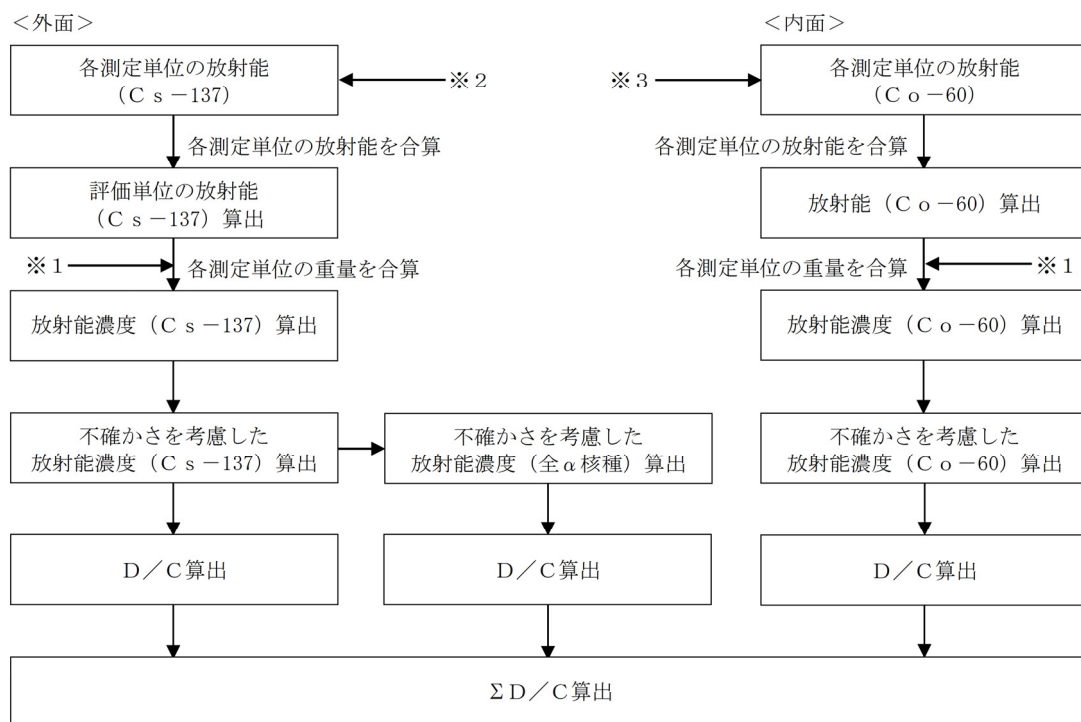 ＜外面＞
＜内面＞
各測定単位の放射能
（Ｃｓ－137）
※２
※３
各測定単位の放射能
（Ｃｏ－60）
各測定単位の放射能を合算
各測定単位の放射能を合算
評価単位の放射能
（Ｃｓ－137）算出
放射能（Ｃｏ－60）算出
※１
各測定単位の重量を合算
各測定単位の重量を合算
※１
放射能濃度（Ｃｓ－137）算出
放射能濃度（Ｃｏ－60）算出
不確かさを考慮した
放射能濃度（Ｃｓ－137）算出
不確かさを考慮した
放射能濃度（全α核種）算出
不確かさを考慮した
放射能濃度（Ｃｏ－60）算出
Ｄ／Ｃ算出
Ｄ／Ｃ算出
Ｄ／Ｃ算出
ΣＤ／Ｃ算出